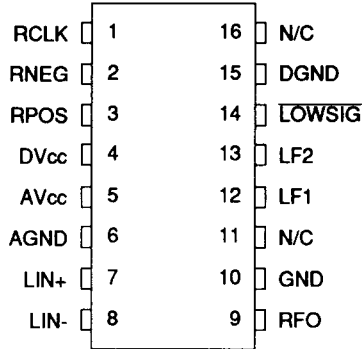 RCLK 1 16 N/C
RNEG 2 15 DGND
RPOS 3 14 LOWSIG
DVcc 4 13 LF2
AVcc 5 12 LF1
AGND 6 11 N/C
LIN+ 7 10 GND
LIN- 8 9 RFO